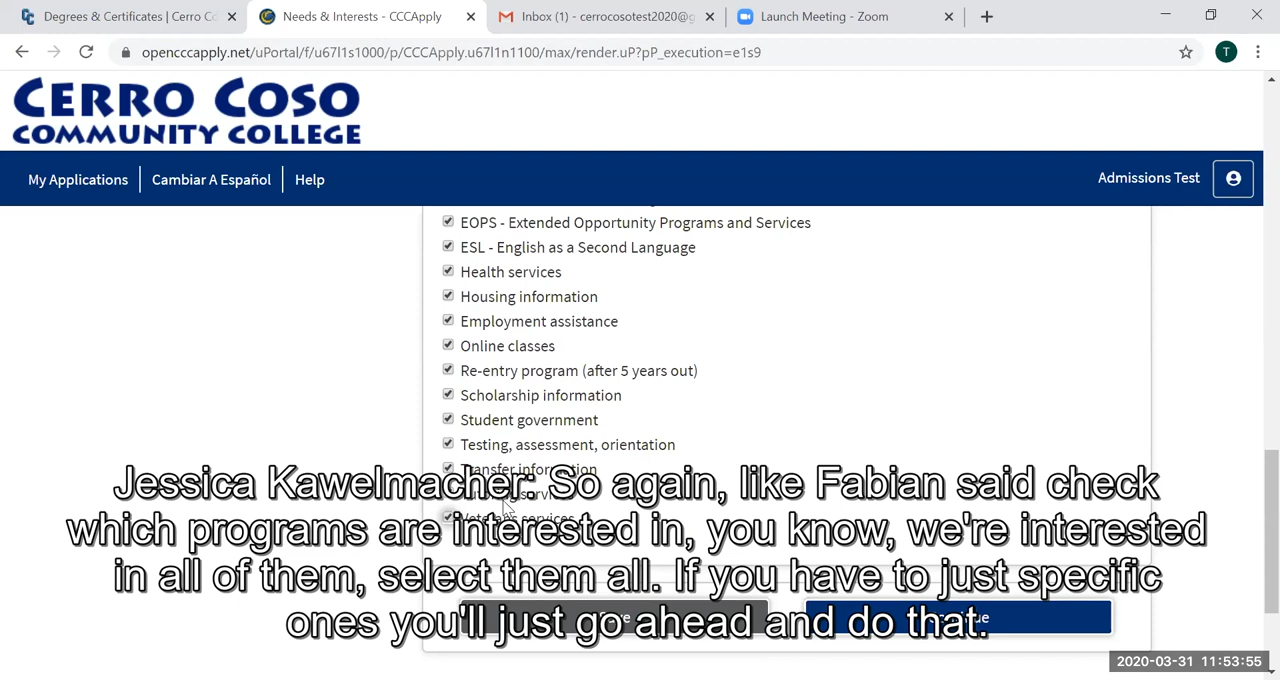 Degrees & Certificates | Cerro Co
Needs & Interests - CCCApply
Inbox (1) - cerrocosotest2020@g
Launch Meeting - Zoom
opencccapply.net/uPortal/f/u67l1s1000/p/CCCApply.u67l1n1100/max/render.uP?pP_execution=e1s9
T
CERRO COSO
COMMUNITY COLLEGE
My Applications
Cambiar A Español
Help
Admissions Test
EOPS - Extended Opportunity Programs and Services
ESL - English as a Second Language
Health services
Housing information
Employment assistance
Online classes
Re-entry program (after 5 years out)
Scholarship information
Student government
Testing, assessment, orientation
Transfer information
Jessica Kawelmacher: So again, like Fabian said check
which programs are interested in, you know, we're interested
in all of them, select them all. If you have to just specific
ones you'll just go ahead and do that.
2020-03-31 11:53:55